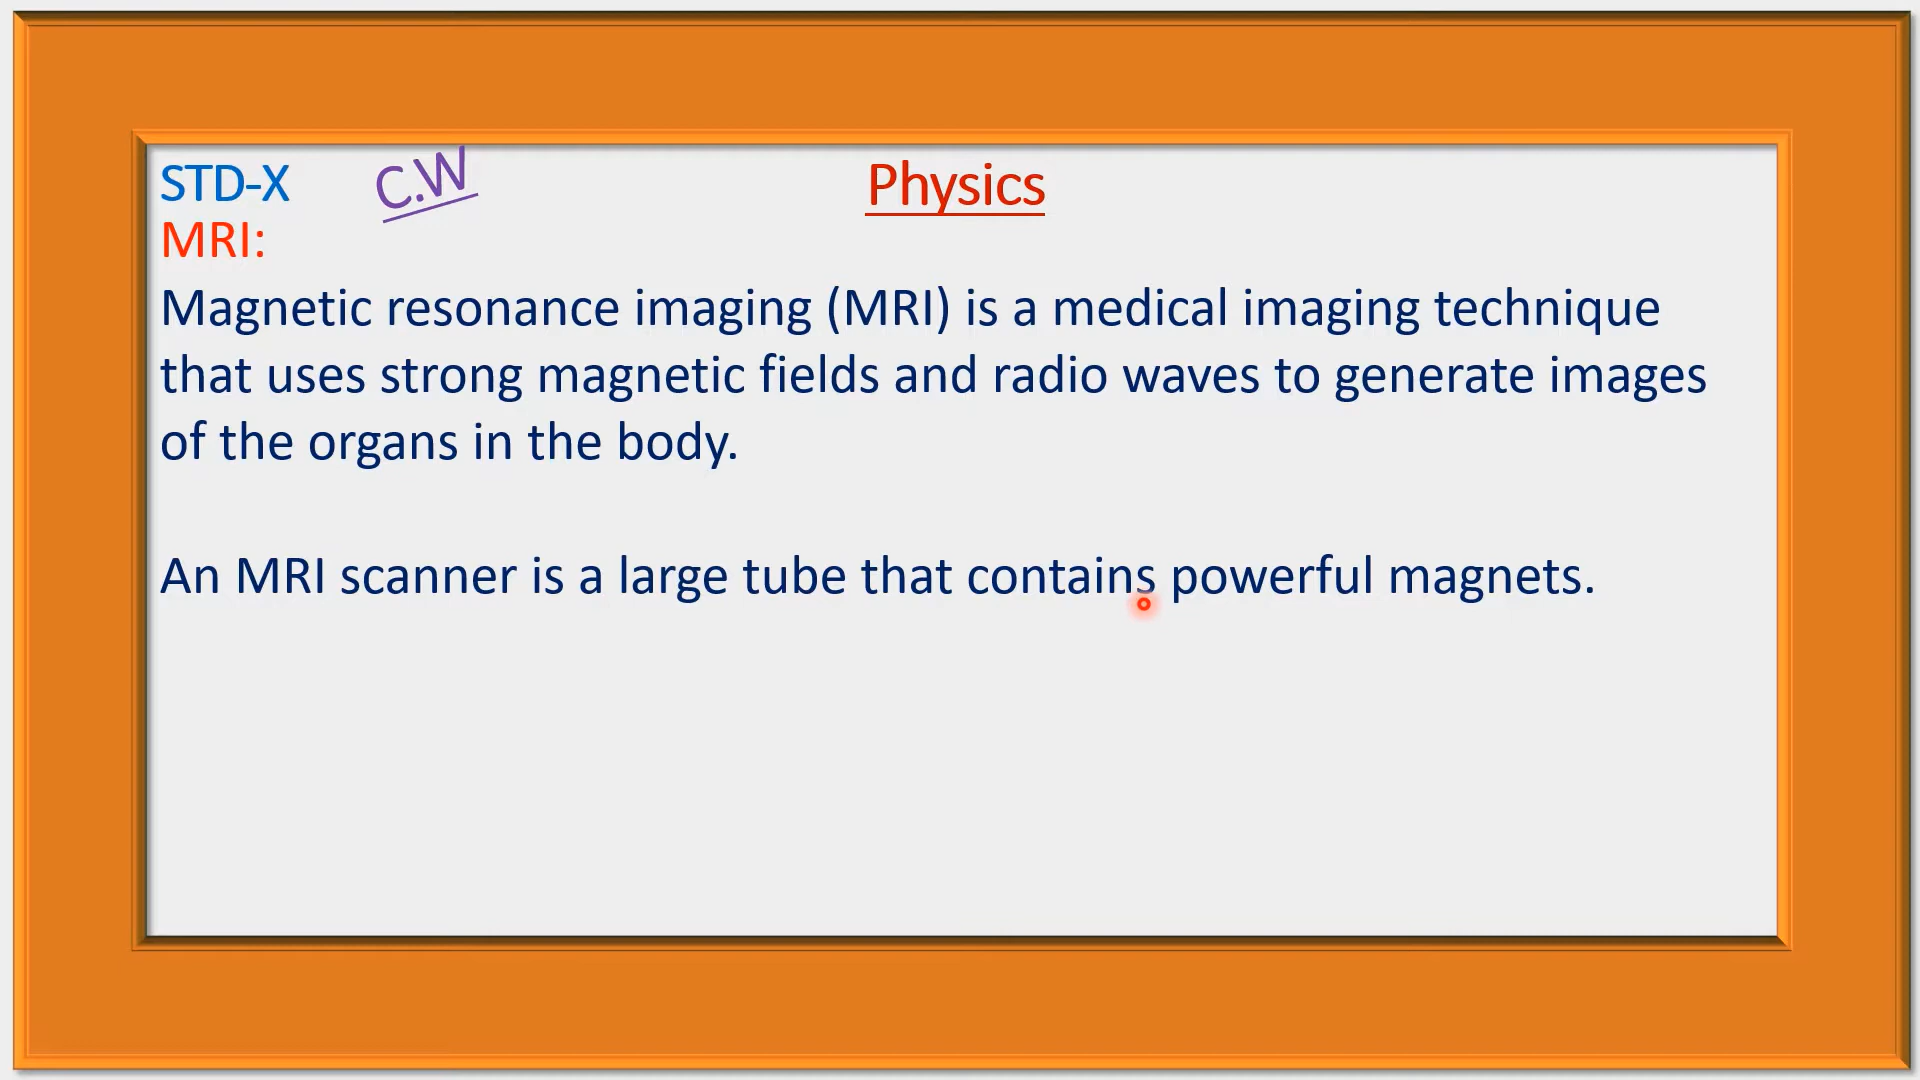 STD-X C.W Physics
MRI:
Magnetic resonance imaging (MRI) is a medical imaging technique
that uses strong magnetic fields and radio waves to generate images
of the organs in the body.
An MRI scanner is a large tube that contains powerful magnets.